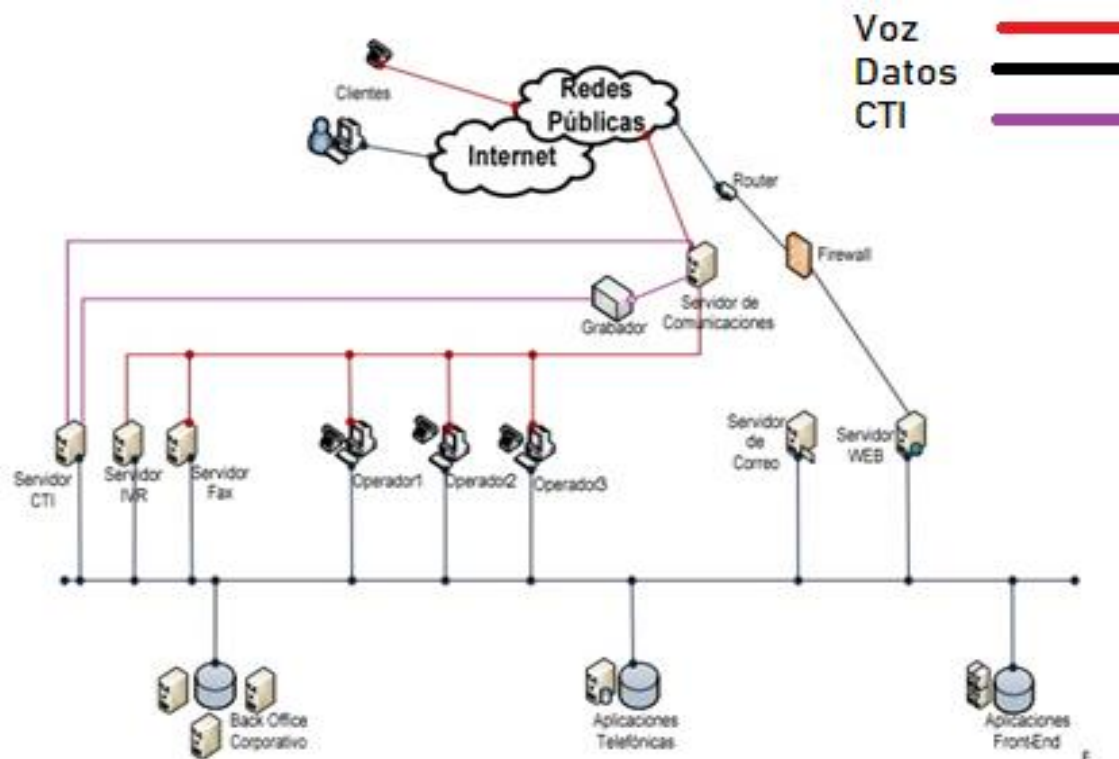 Voz
Datos
CTI
Clientes
Redes
Públicas
Internet
Router
Firewall
Servidor de
Comunicaciones
Grabador
Servidor
CTI
Servidor
IVR
Servidor
Fax
Operador1
Operador2
Operador3
Servidor
de
Correo
Servidor
WEB
Back Office
Corporativo
Aplicaciones
Telefónicas
Aplicaciones
Front-End